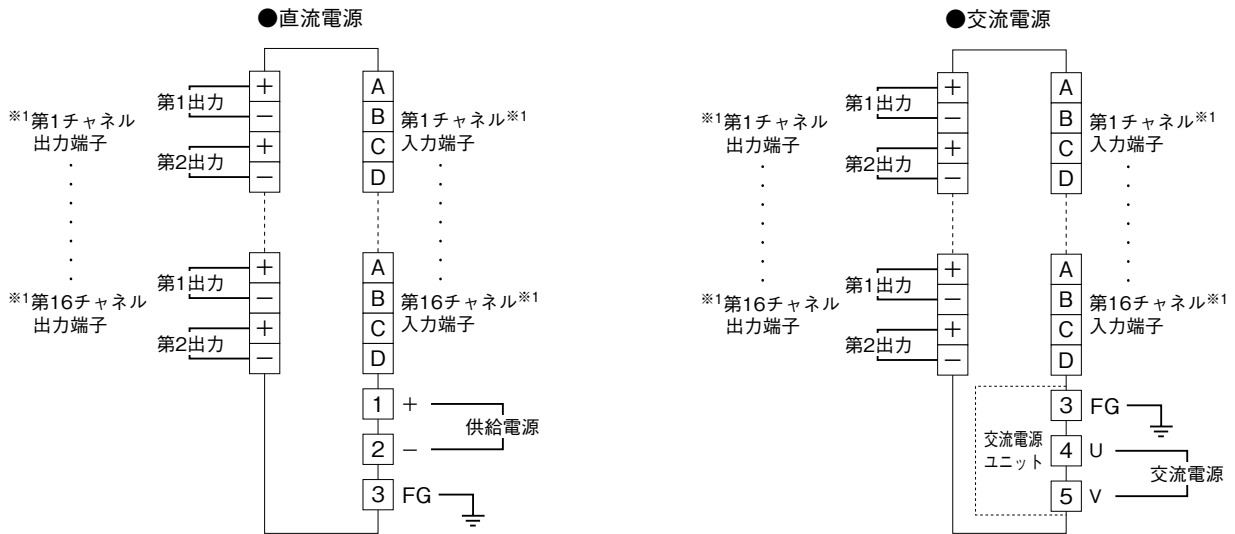 ●直流電源
第1出力
第2出力
※1第1チャネル
出力端子
+
−
+
−
A
B
C
D
第1チャネル※1
入力端子
第1出力
第2出力
※1第16チャネル
出力端子
+
−
+
−
A
B
C
D
第16チャネル※1
入力端子
1 +
2 −
供給電源
3 FG
●交流電源
第1出力
第2出力
※1第1チャネル
出力端子
+
−
+
−
A
B
C
D
第1チャネル※1
入力端子
第1出力
第2出力
※1第16チャネル
出力端子
+
−
+
−
A
B
C
D
第16チャネル※1
入力端子
交流電源
ユニット
3 FG
4 U
5 V
交流電源